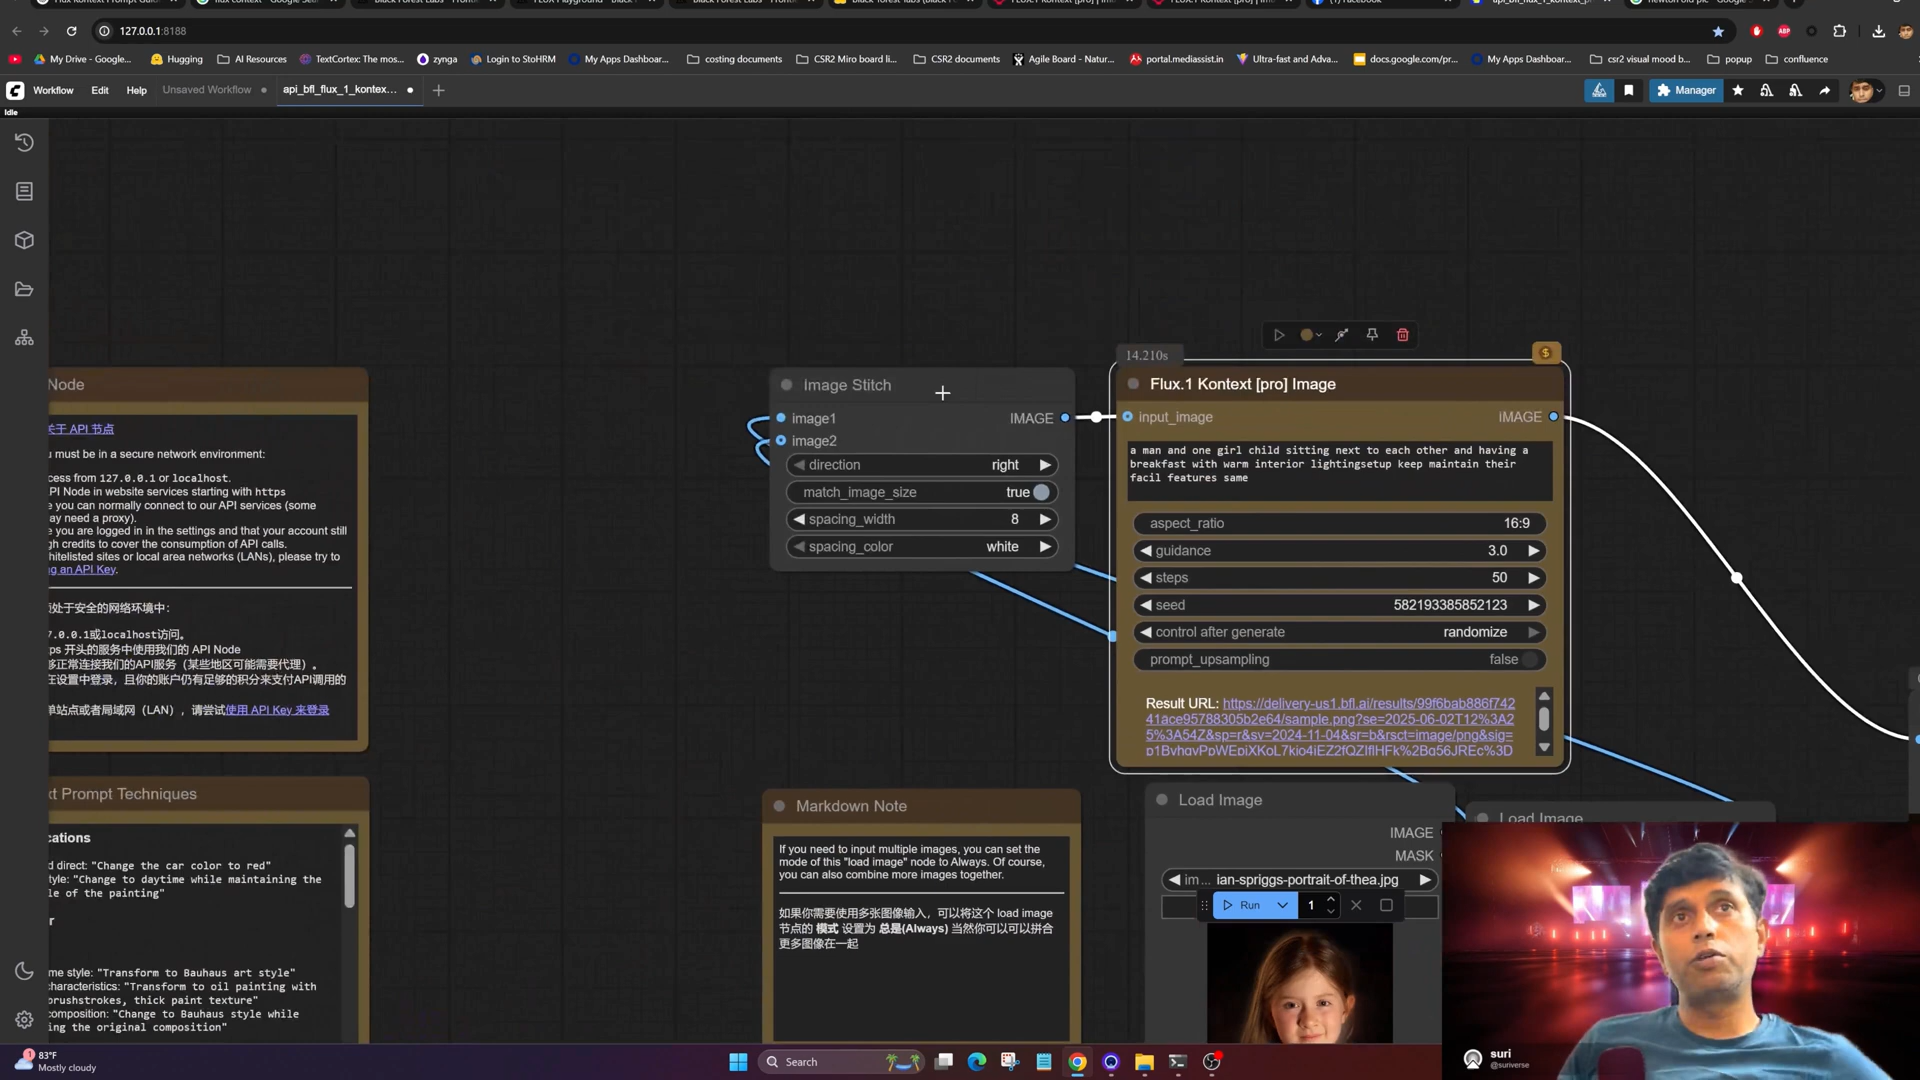 127.0.0.1:8188
My Drive - Google...
Hugging
AI Resources
TextCortex: The mos...
zynga
Login to StoHRM
My Apps Dashboar...
costing documents
CSR2 Miro board li...
CSR2 documents
Agile Board - Natur...
portal.mediassist.in
Ultra-fast and Adva...
docs.google.com/pr...
My Apps Dashboar...
csr2 visual mood b...
popup
confluence
Workflow
Edit
Help
Unsaved Workflow
api_bfl_flux_1_kontex...
Manager
Idle
Node
关于 API 节点
u must be in a secure network environment:
cess from 127.0.0.1 or localhost.
PI Node in website services starting with https
e you can normally connect to our API services (some
ay need a proxy).
e you are logged in in the settings and that your account still
gh credits to cover the consumption of API calls.
hitelisted sites or local area networks (LANs), please try to
ng an API Key.
处于安全的网络环境中:
7.0.0.1或localhost访问。
ps 开头的服务中使用我们的 API Node
正常连接我们的API服务（某些地区可能需要代理）。
在设置中登录，且你的账户仍有足够的积分来支付API调用的
单站点或者局域网（LAN），请尝试使用 API Key 来登录
xt Prompt Techniques
cations
d direct: "Change the car color to red"
tyle: "Change to daytime while maintaining the
le of the painting"
r
me style: "Transform to Bauhaus art style"
characteristics: "Transform to oil painting with
brushstrokes, thick paint texture"
composition: "Change to Bauhaus style while
ing the original composition"
Image Stitch
image1
IMAGE
image2
direction right
match_image_size true
spacing_width 8
spacing_color white
14.210s
Flux.1 Kontext [pro] Image
input_image
IMAGE
a man and one girl child sitting next to each other and having a
breakfast with warm interior lightingsetup keep maintain their
facil features same
aspect_ratio 16:9
guidance 3.0
steps 50
seed 582193385852123
control after generate randomize
prompt_upsampling false
Result URL: https://delivery-us1.bfl.ai/results/99f6bab886f742
41ace95788305b2e64/sample.png?se=2025-06-02T12%3A2
5%3A54Z&sp=r&sv=2024-11-04&sr=b&rsct=image/png&sig=
Markdown Note
If you need to input multiple images, you can set the
mode of this "load image" node to Always. Of course,
you can also combine more images together.
如果你需要使用多张图像输入，可以将这个 load image
节点的 模式 设置为 总是(Always) 当然你可以可以拼合
更多图像在一起
Load Image
IMAGE
MASK
im... ian-spriggs-portrait-of-thea.jpg
Run
1
Load Image
suri
@suriverse
1
83°F
Mostly cloudy
Search